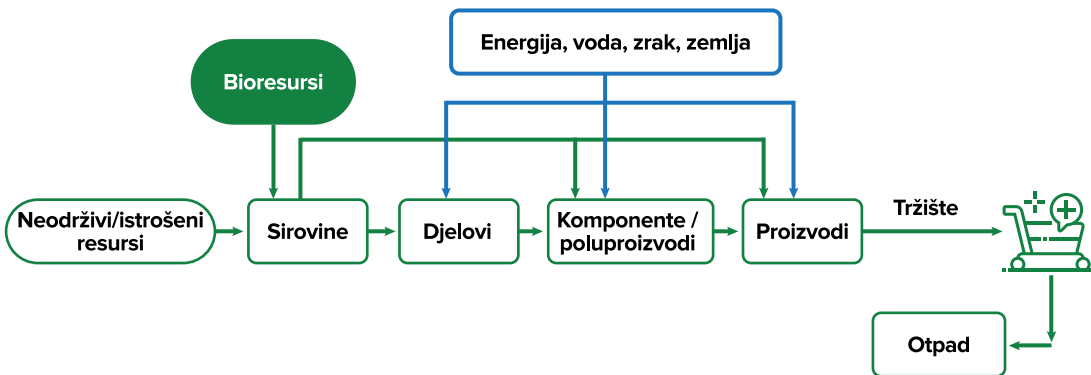 Energija, voda, zrak, zemlja
Bioresursi
Neodrživi/istrošeni
resursi
Sirovine
Djelovi
Komponente /
poluproizvodi
Proizvodi
Tržište
Otpad